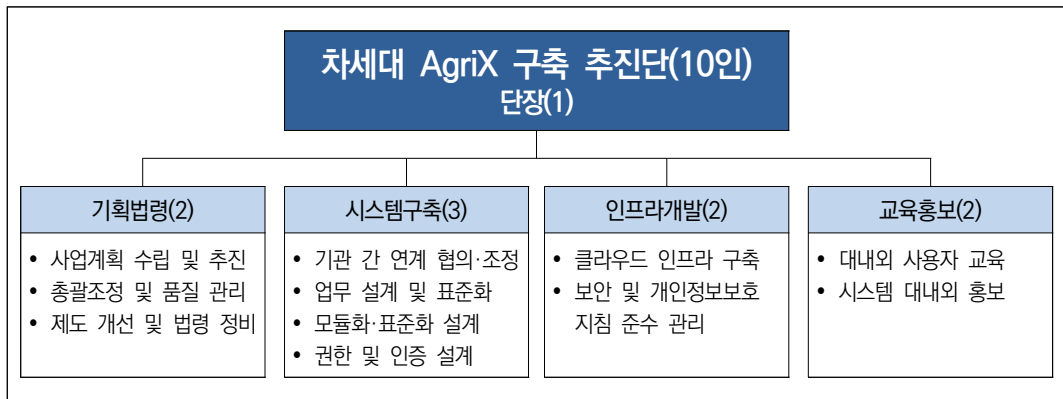 차세대 AgriX 구축 추진단(10인)
단장(1)
기획법령(2)
• 사업계획 수립 및 추진
• 총괄조정 및 품질 관리
• 제도 개선 및 법령 정비
시스템구축(3)
• 기관 간 연계 협의·조정
• 업무 설계 및 표준화
• 모듈화·표준화 설계
• 권한 및 인증 설계
인프라개발(2)
• 클라우드 인프라 구축
• 보안 및 개인정보보호
지침 준수 관리
교육홍보(2)
• 대내외 사용자 교육
• 시스템 대내외 홍보